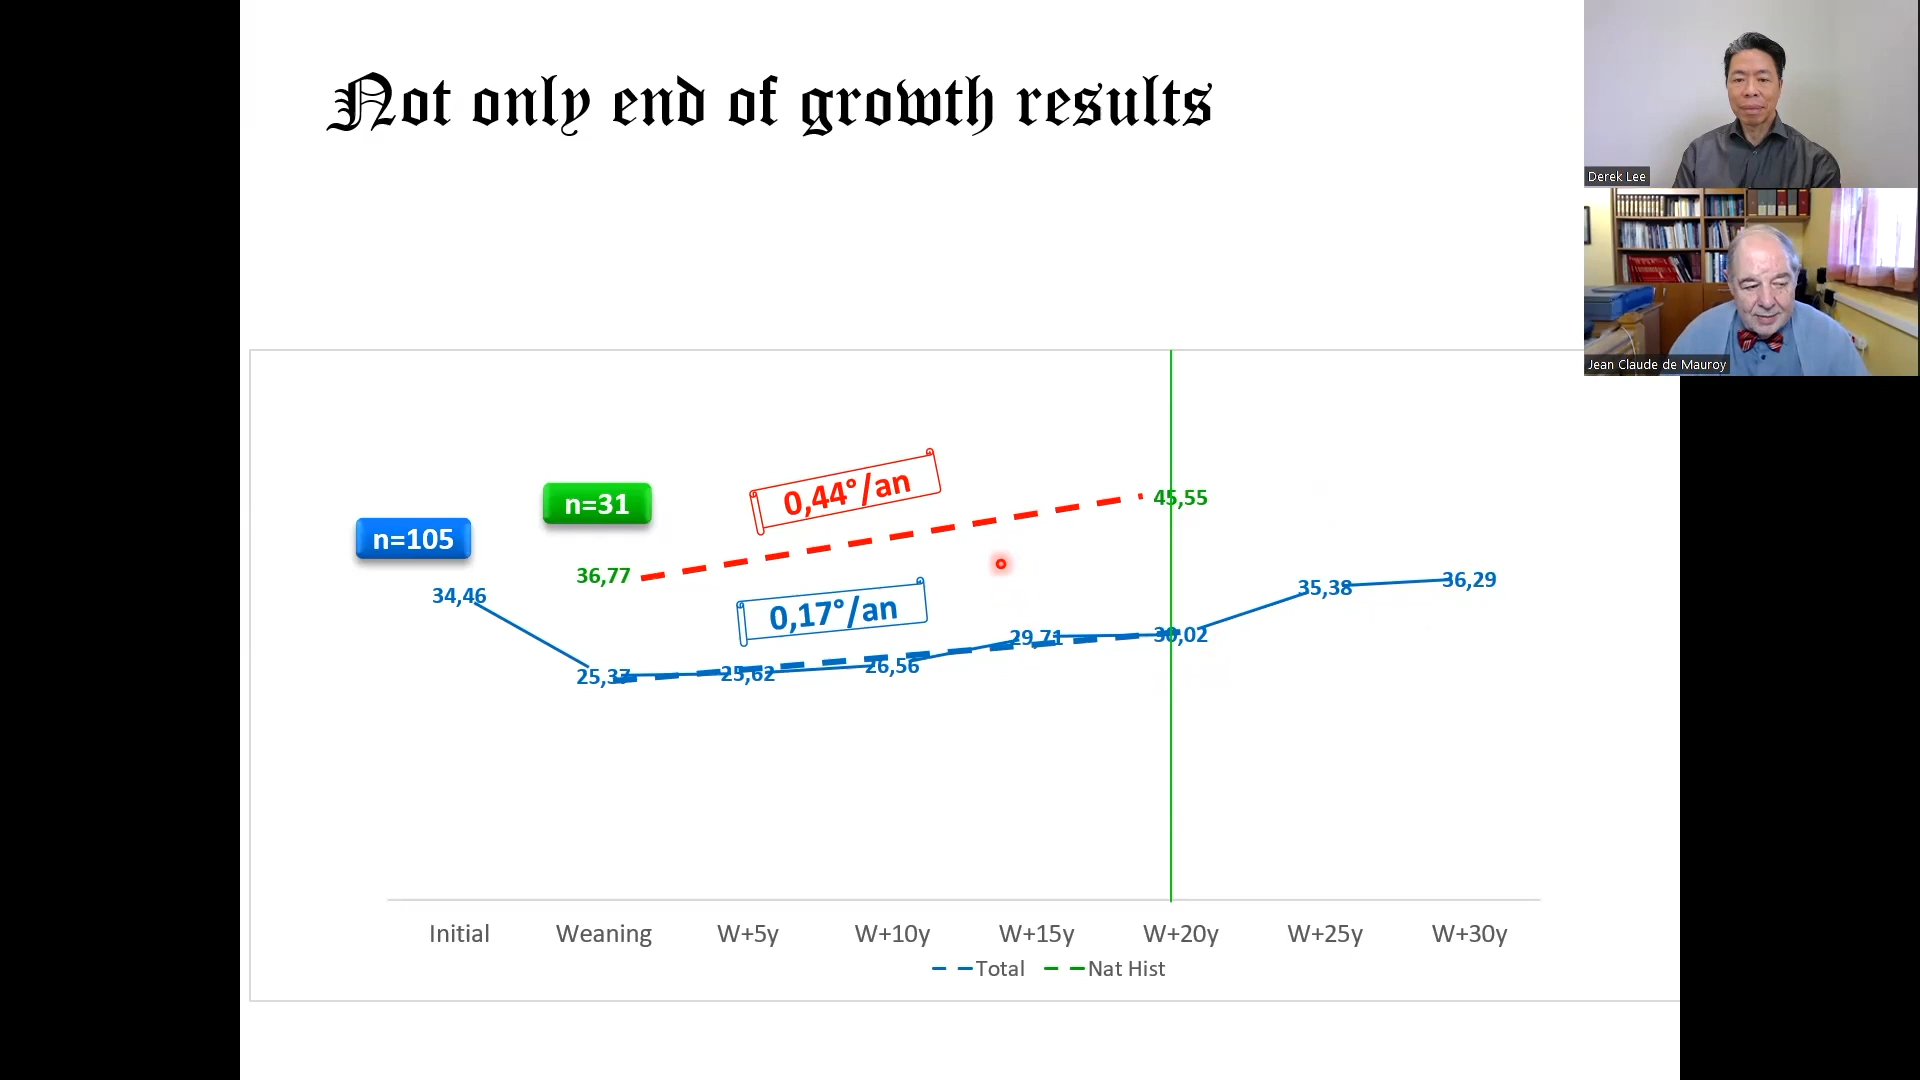 Not only end of growth results
Derek Lee
Jean Claude de Mauroy
0,44°/an
n=31
45,55
n=105
36,77
34,46
0,17°/an
35,38
36,29
25,37
25,62
26,56
29,71
30,02
Initial
Weaning
W+5y
W+10y
W+15y
W+20y
W+25y
W+30y
Total
Nat Hist